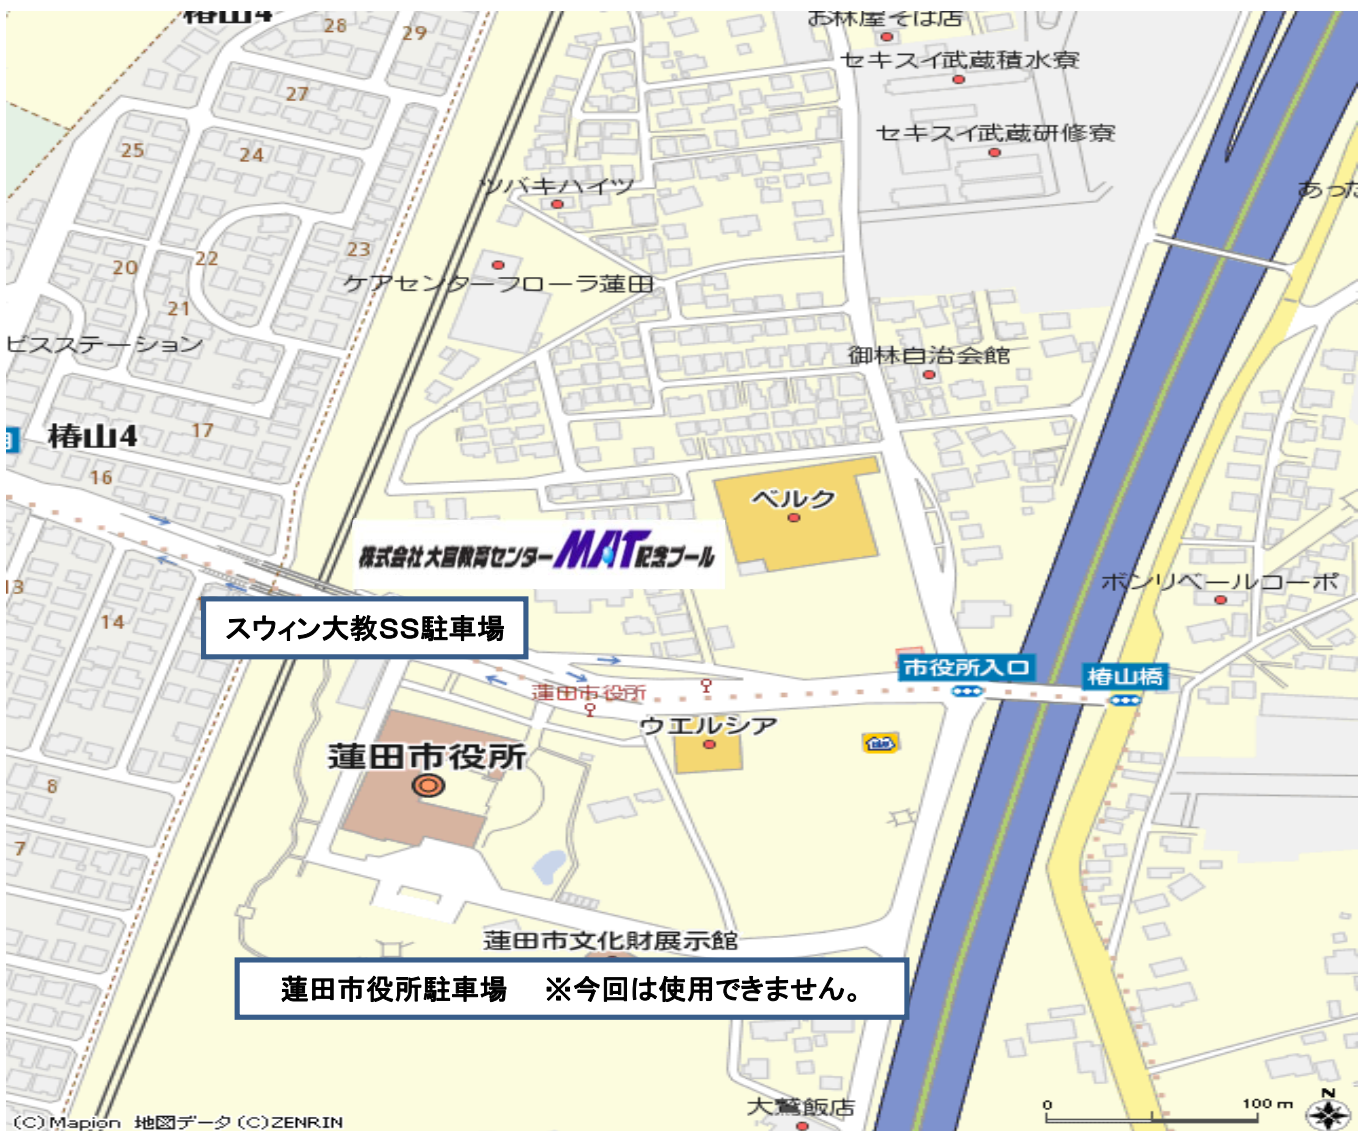 椿山4
28
29
お林屋そば店
セキスイ武蔵積水寮
27
セキスイ武蔵研修寮
25
24
ツバキハイツ
あった
23
22
20
ケアセンターフローラ蓮田
21
ビスステーション
御林自治会館
椿山4
17
16
ベルク
株式会社 大宮教育センター MAT 記念プール
ボンリベールコーポ
13
14
スウィン大教SS駐車場
市役所入口
椿山橋
蓮田市役所
ウエルシア
蓮田市役所
8
7
蓮田市文化財展示館
蓮田市役所駐車場 ※今回は使用できません。
大鷲飯店
0
100 m
N
(C)Mapion 地図データ(C)ZENRIN